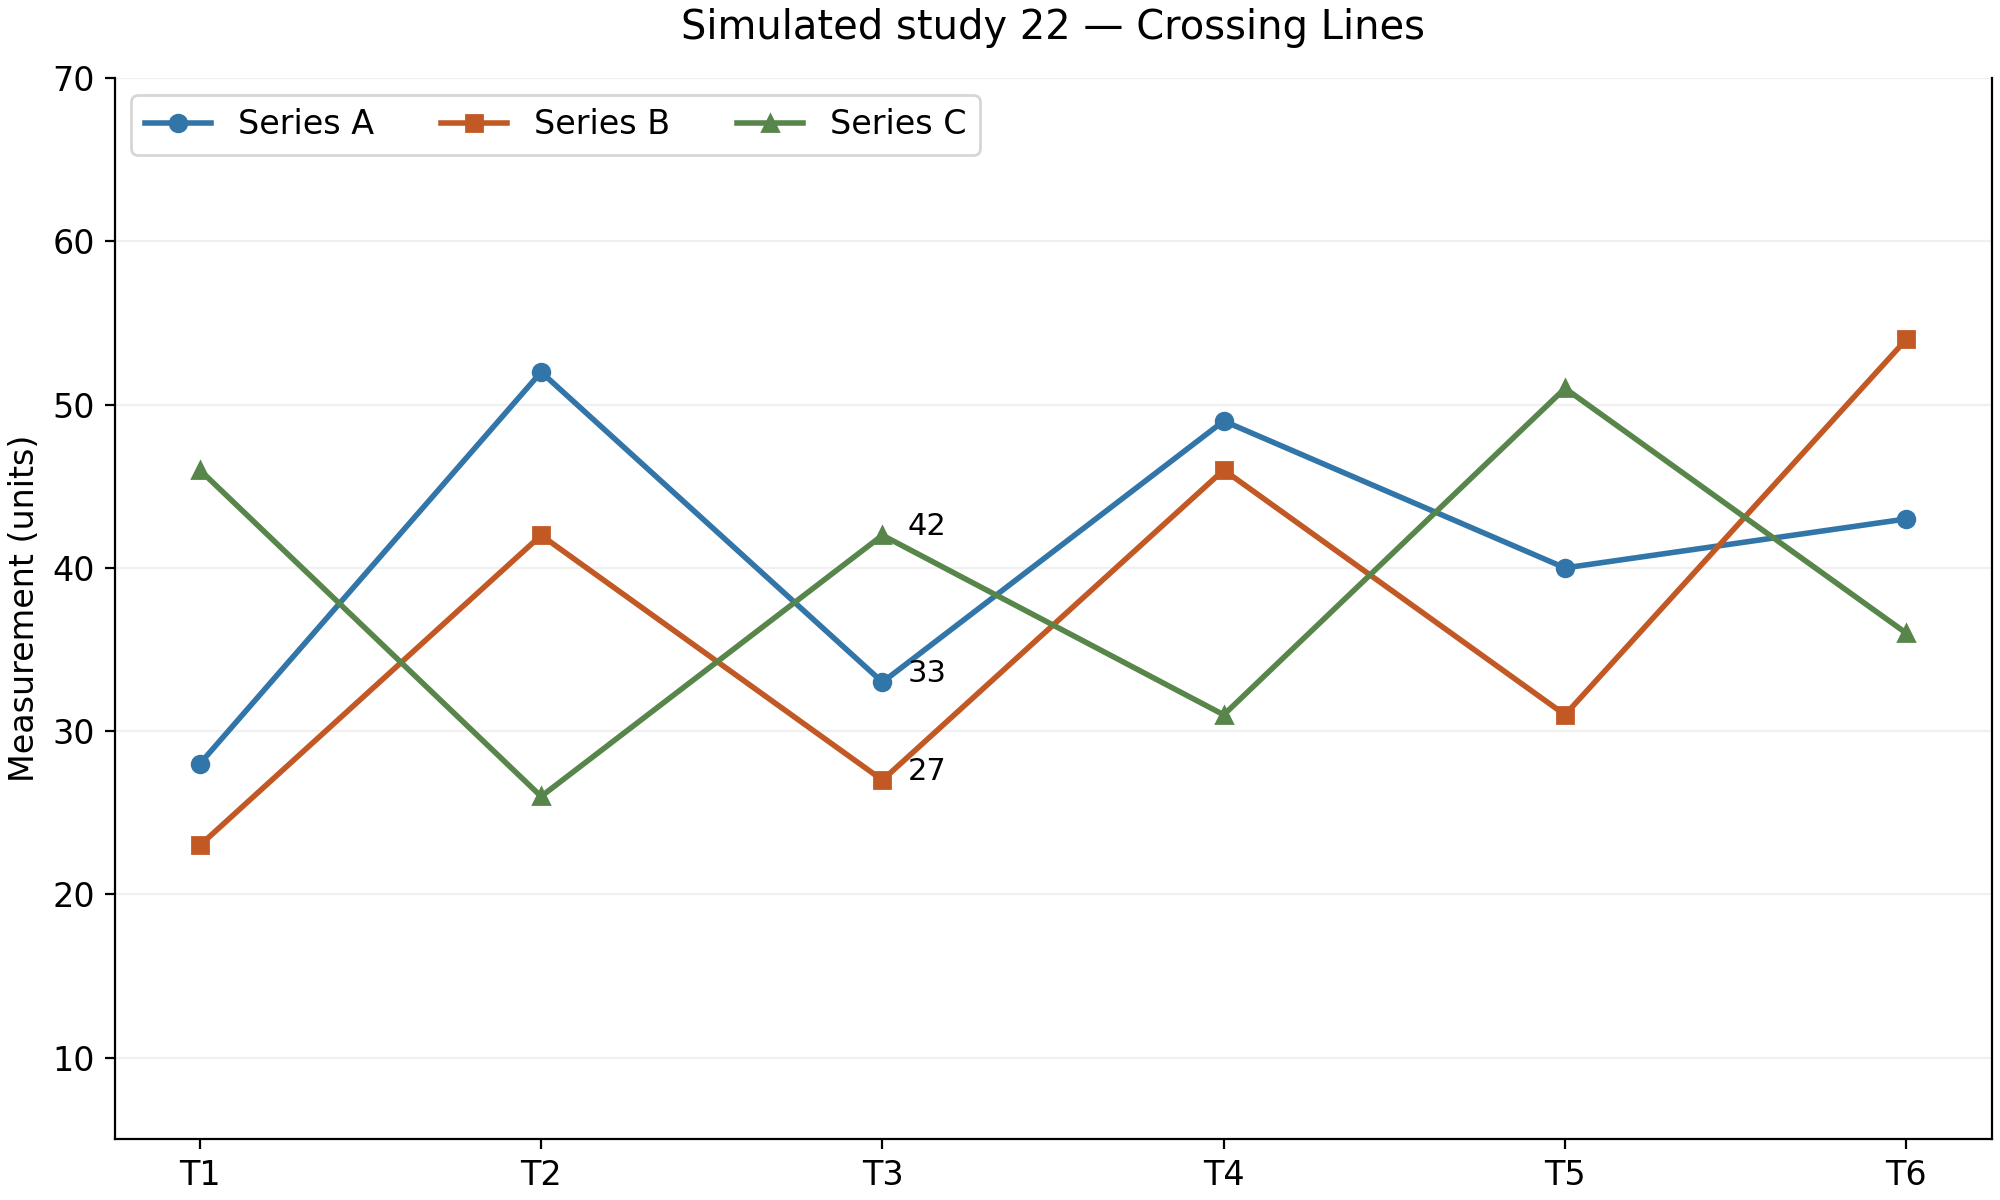 Simulated study 22 — Crossing Lines
Series A Series B Series C
Measurement (units)
70
60
50
40
30
20
10
42
33
27
T1 T2 T3 T4 T5 T6